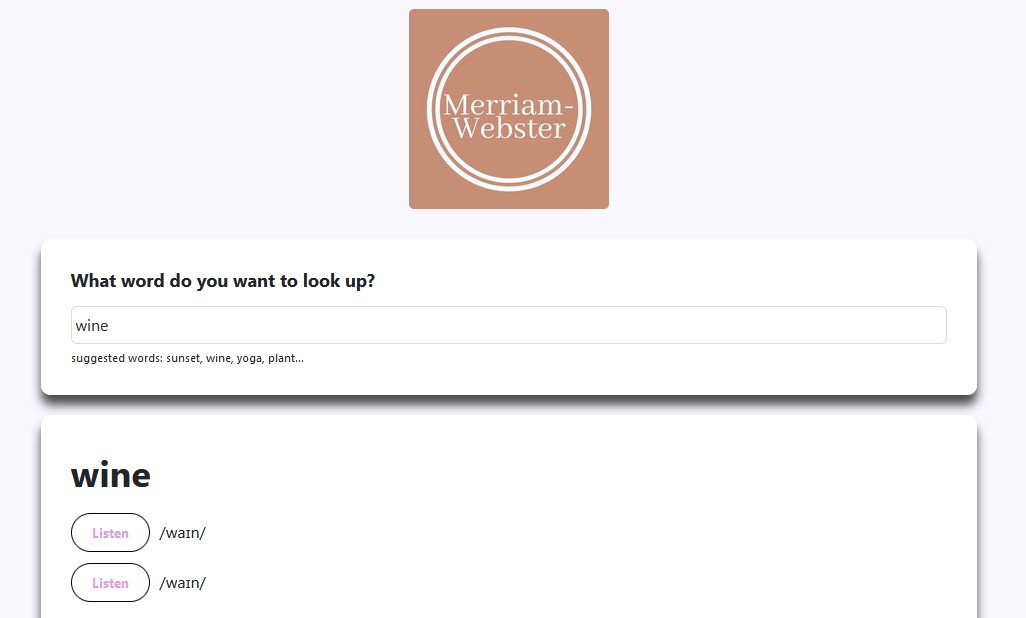 Merriam-
Webster
What word do you want to look up?
wine
suggested words: sunset, wine, yoga, plant...
wine
Listen /waɪn/
Listen /waɪn/